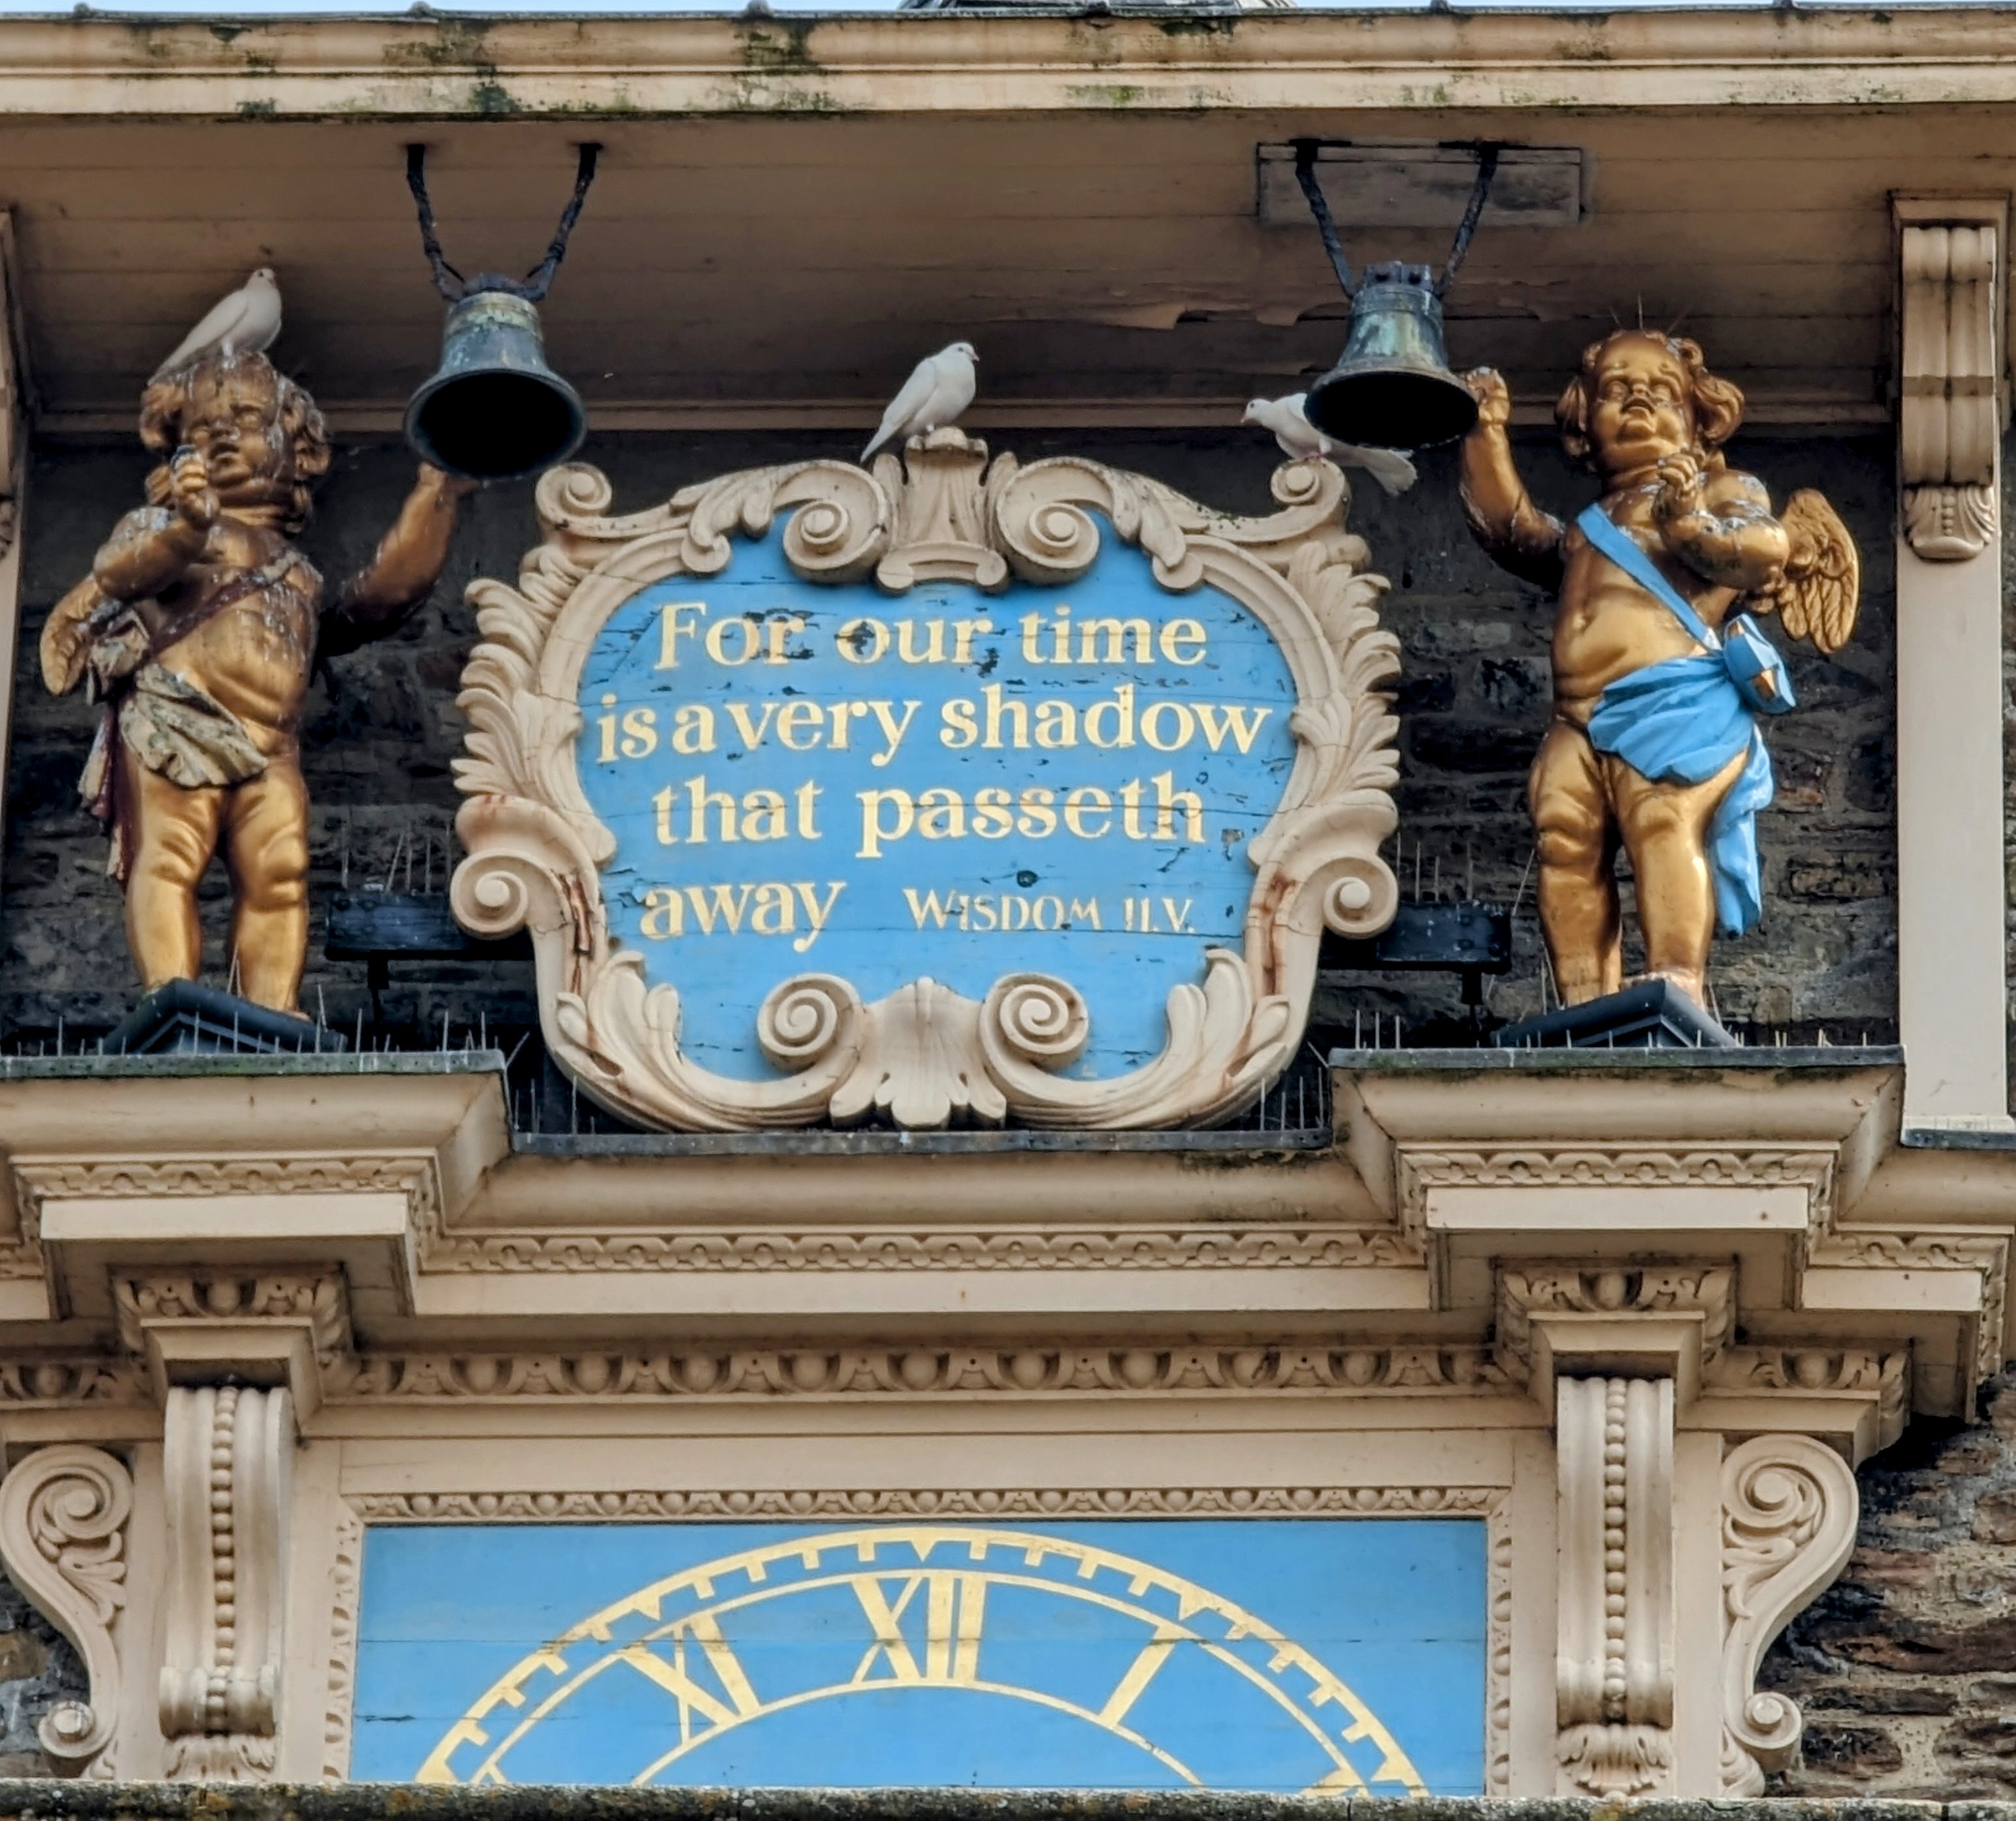 For our time
is a very shadow
that passeth
away WISDOM II.V.
XI XII I